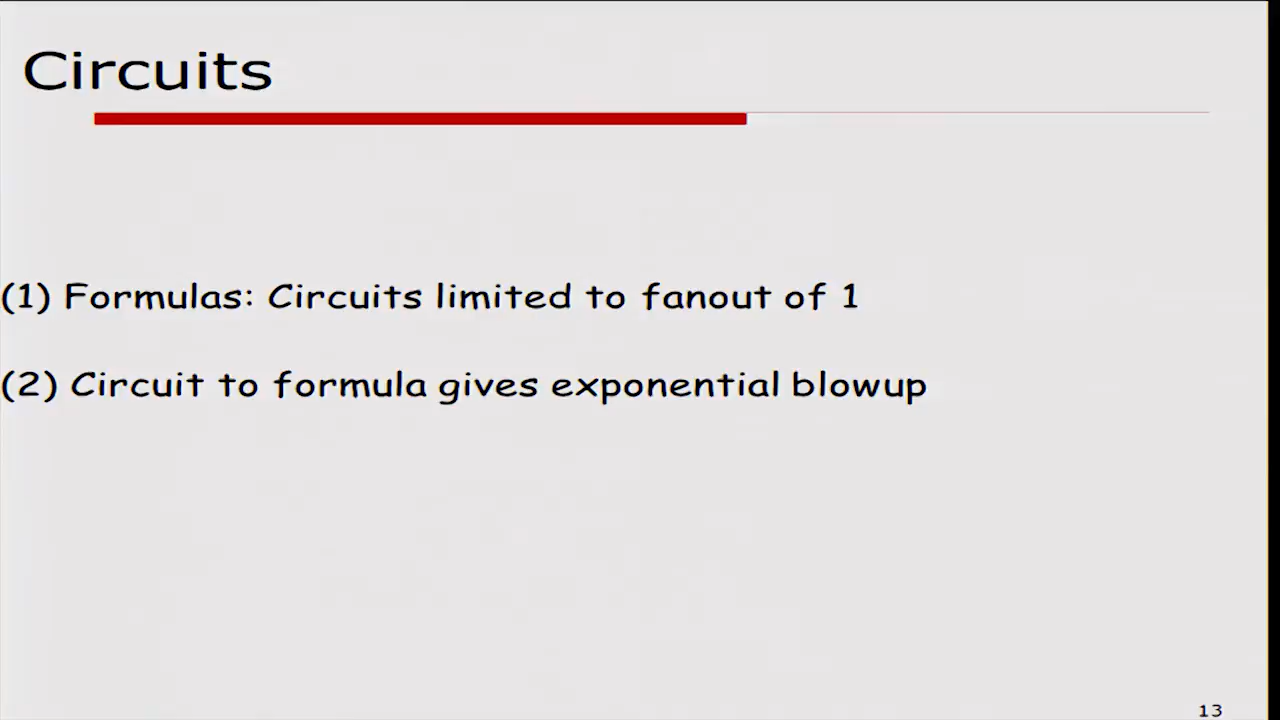 Circuits
(1) Formulas: Circuits limited to fanout of 1
(2) Circuit to formula gives exponential blowup
13